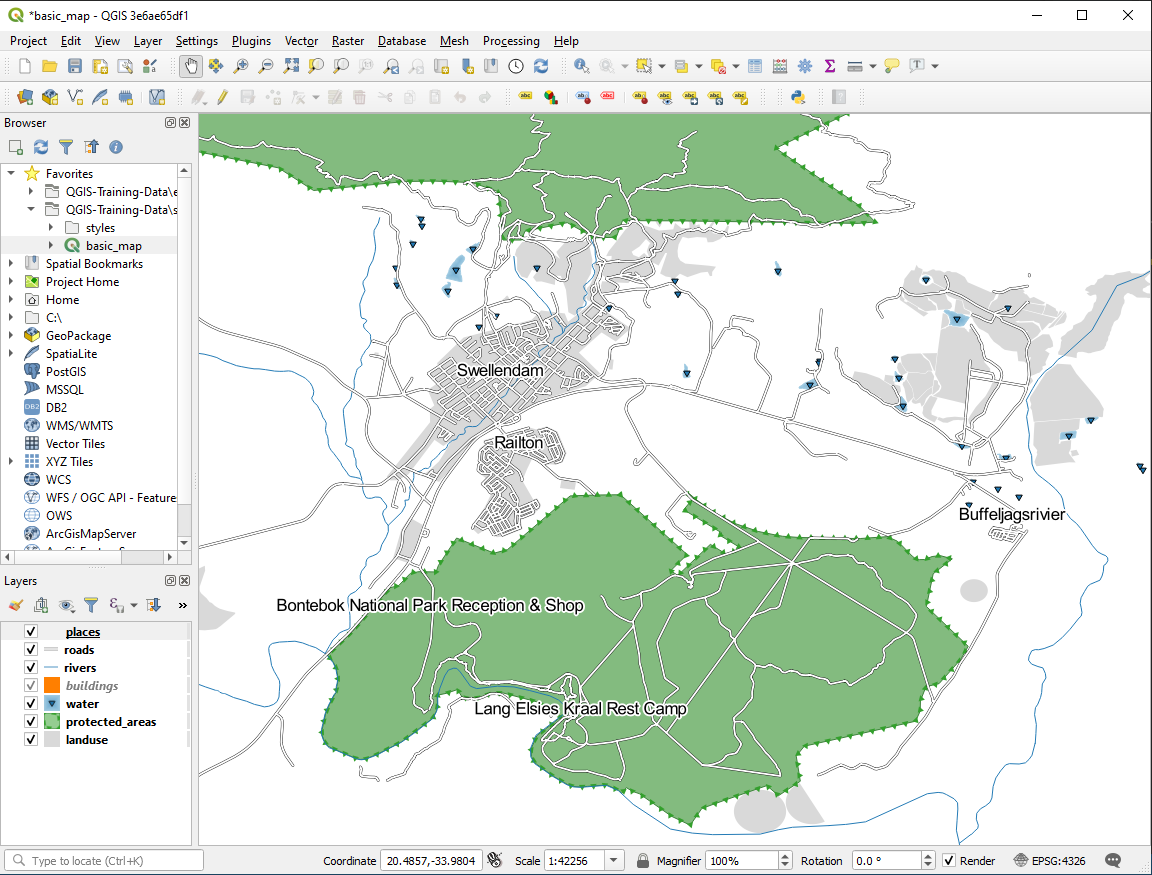 *basic_map - QGIS 3e6ae65df1
Project Edit View Layer Settings Plugins Vector Raster Database Mesh Processing Help
Browser
Favorites
QGIS-Training-Data\e
QGIS-Training-Data\s
styles
basic_map
Spatial Bookmarks
Project Home
Home
C:\
GeoPackage
SpatiaLite
PostGIS
MSSQL
DB2
WMS/WMTS
Vector Tiles
XYZ Tiles
WCS
WFS / OGC API - Feature
OWS
ArcGisMapServer
Layers
places
roads
rivers
buildings
water
protected_areas
landuse
Swellendam
Railton
Buffeljagsrivier
Bontebok National Park Reception & Shop
Lang Elsies Kraal Rest Camp
Type to locate (Ctrl+K) Coordinate 20.4857,-33.9804 Scale 1:42256 Magnifier 100% Rotation 0.0 ° Render EPSG:4326